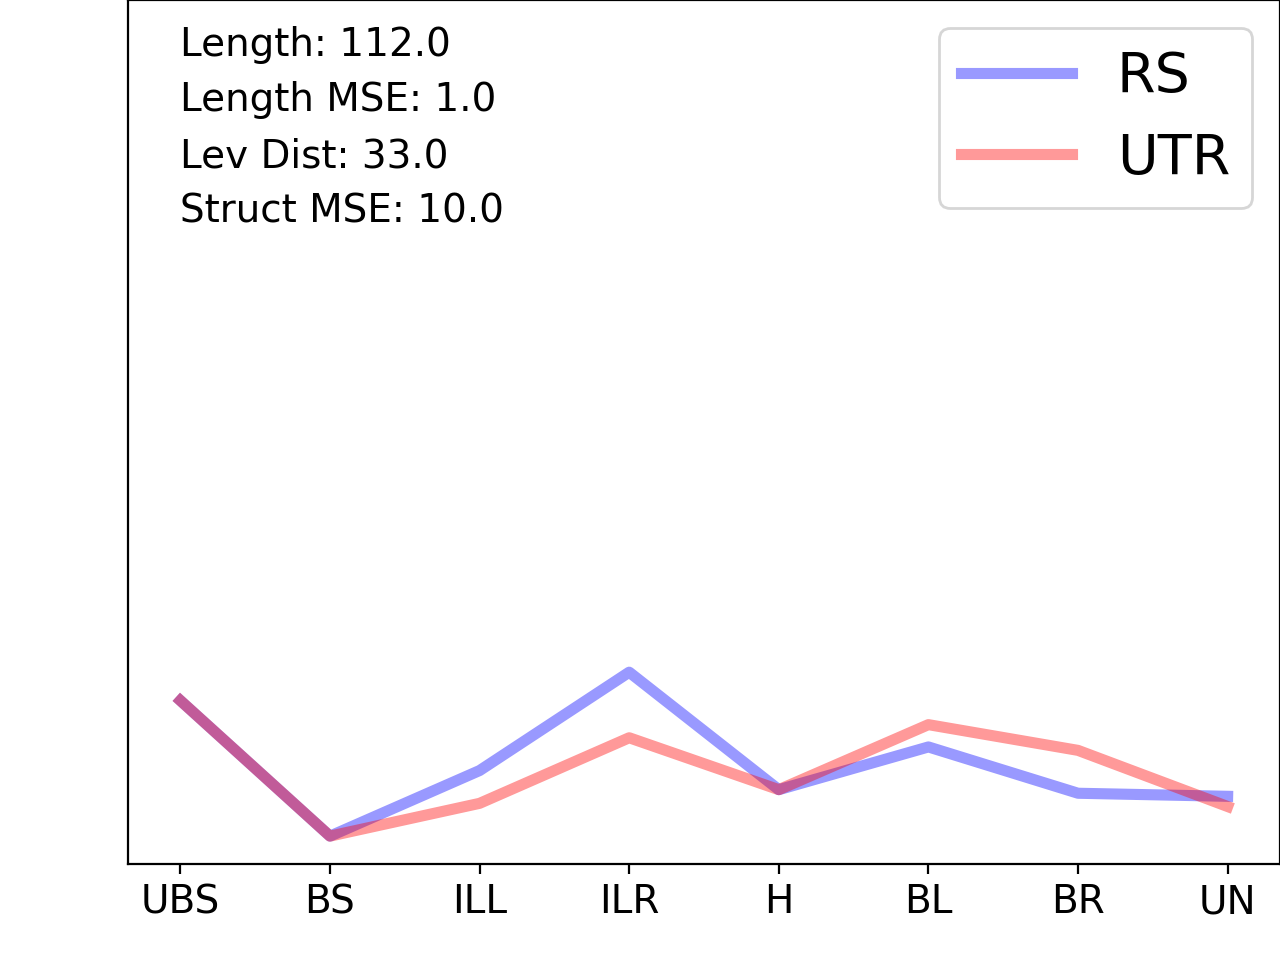 Length: 112.0
Length MSE: 1.0
Lev Dist: 33.0
Struct MSE: 10.0
RS
UTR
UBS BS ILL ILR H BL BR UN